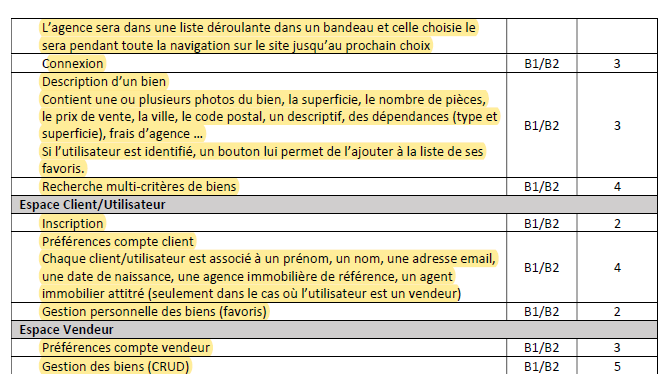 L’agence sera dans une liste déroulante dans un bandeau et celle choisie le
sera pendant toute la navigation sur le site jusqu’au prochain choix
Connexion B1/B2 3
Description d’un bien
Contient une ou plusieurs photos du bien, la superficie, le nombre de pièces,
le prix de vente, la ville, le code postal, un descriptif, des dépendances (type et
superficie), frais d’agence …
Si l’utilisateur est identifié, un bouton lui permet de l’ajouter à la liste de ses
favoris.
B1/B2 3
Recherche multi-critères de biens B1/B2 4
Espace Client/Utilisateur
Inscription B1/B2 2
Préférences compte client
Chaque client/utilisateur est associé à un prénom, un nom, une adresse email,
une date de naissance, une agence immobilière de référence, un agent
immobilier attitré (seulement dans le cas où l’utilisateur est un vendeur)
B1/B2 4
Gestion personnelle des biens (favoris) B1/B2 2
Espace Vendeur
Préférences compte vendeur B1/B2 3
Gestion des biens (CRUD) B1/B2 5